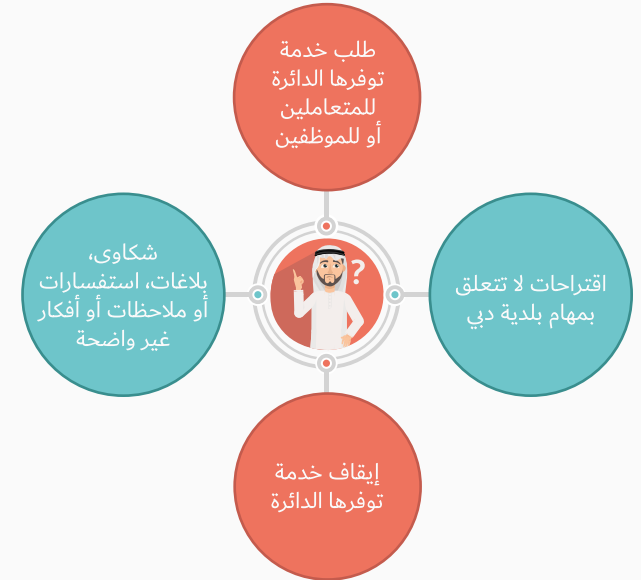 طلب خدمة
توفرها الدائرة
للمتعاملين
أو للموظفين
اقتراحات لا تتعلق
بمهام بلدية دبي
شكاوى،
بلاغات، استفسارات
أو ملاحظات أو أفكار
غير واضحة
?
إيقاف خدمة
توفرها الدائرة